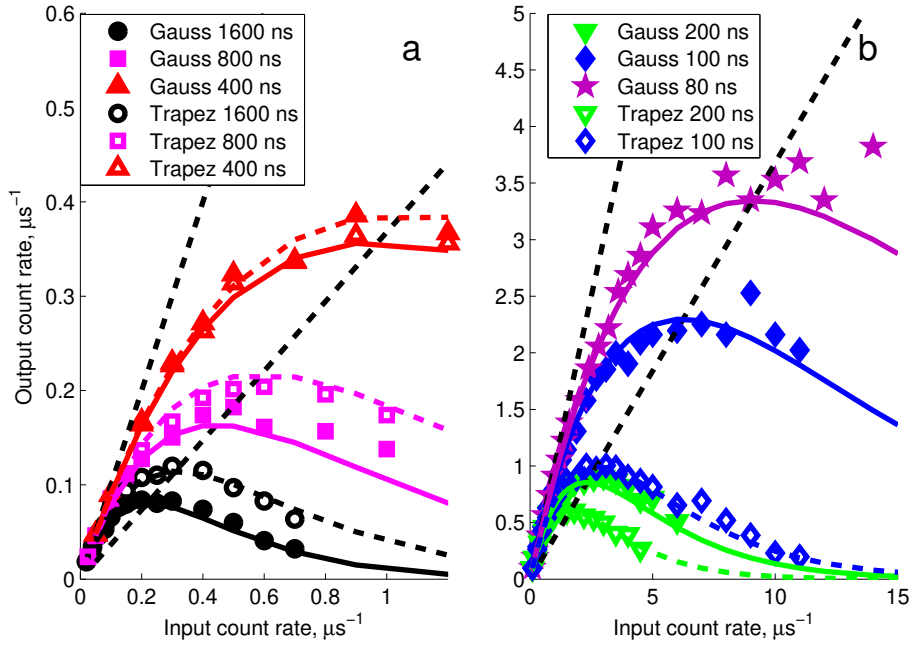 0.6
0.5
0.4
0.3
0.2
0.1
0
Output count rate, μs⁻¹
Gauss 1600 ns
Gauss 800 ns
Gauss 400 ns
Trapez 1600 ns
Trapez 800 ns
Trapez 400 ns
a
0 0.2 0.4 0.6 0.8 1
Input count rate, μs⁻¹
5
4.5
4
3.5
3
2.5
2
1.5
1
0.5
0
Gauss 200 ns
Gauss 100 ns
Gauss 80 ns
Trapez 200 ns
Trapez 100 ns
b
0 5 10 15
Input count rate, μs⁻¹